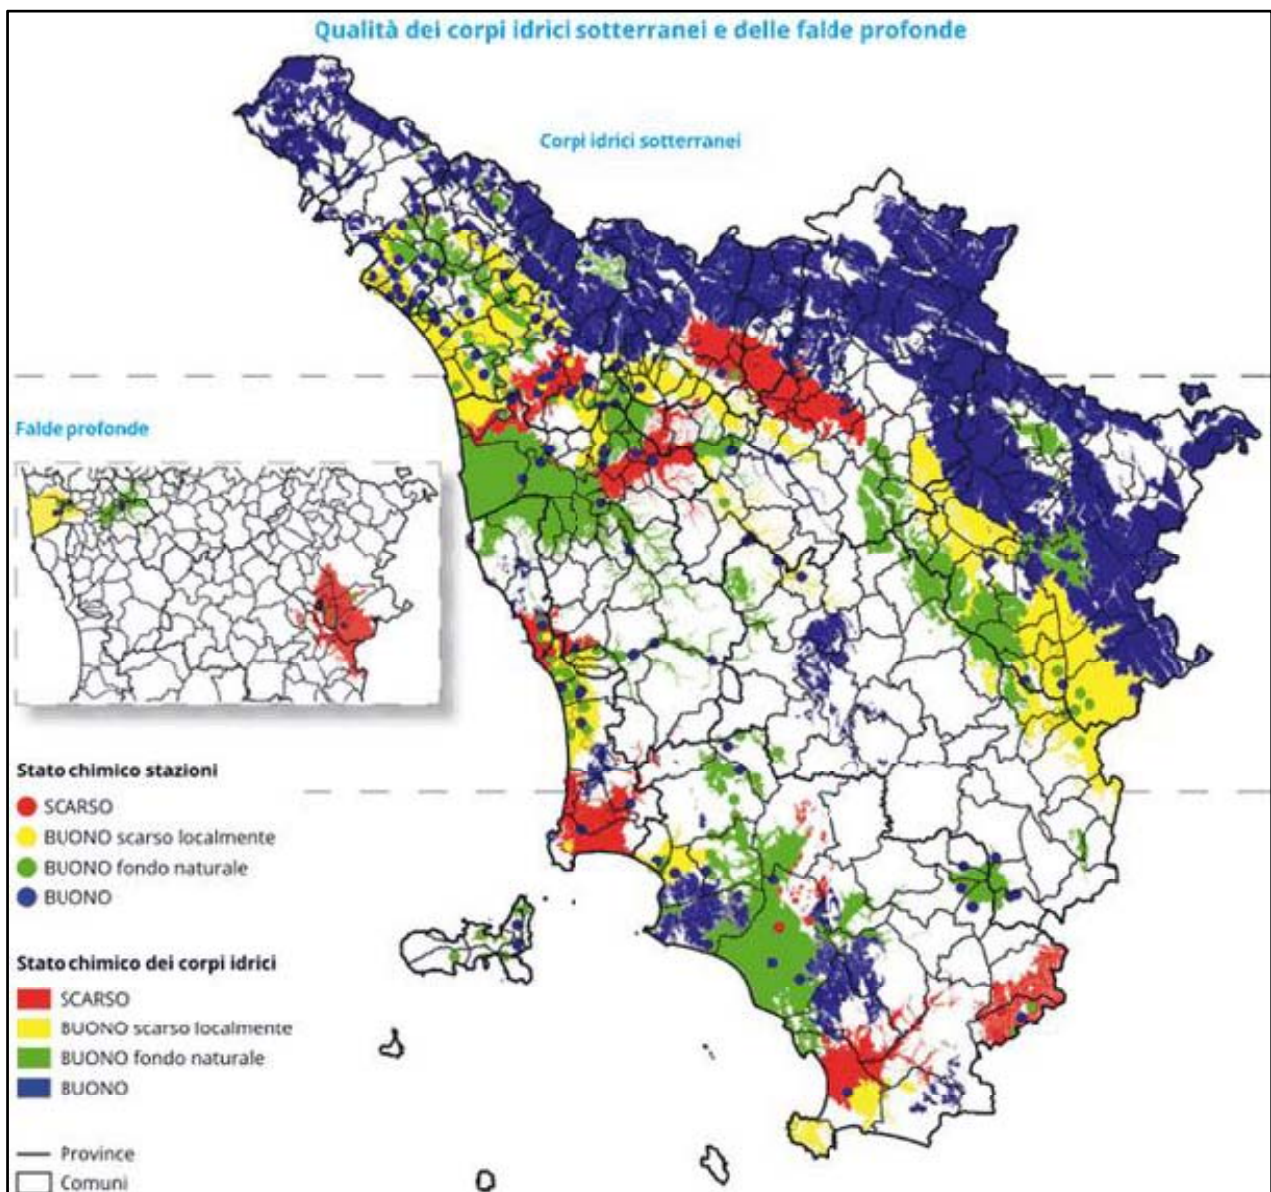 Qualità dei corpi idrici sotterranei e delle falde profonde
Corpi idrici sotterranei
Falde profonde
Stato chimico stazioni
SCARSO
BUONO scarso localmente
BUONO fondo naturale
BUONO
Stato chimico dei corpi idrici
SCARSO
BUONO scarso localmente
BUONO fondo naturale
BUONO
Province
Comuni